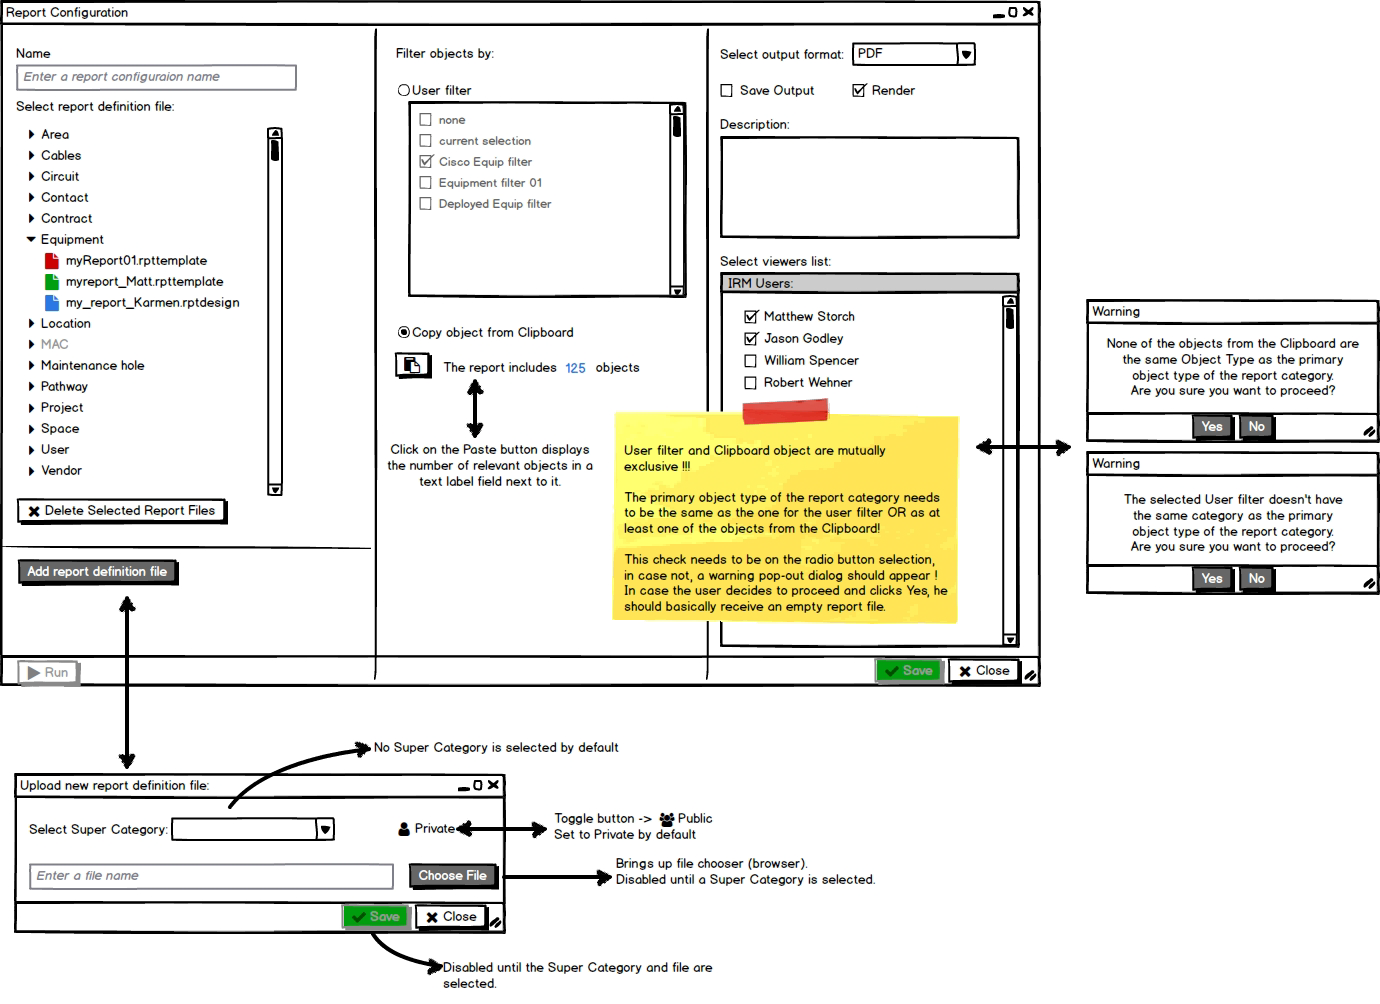 Report Configuration
Name
Enter a report configuraion name
Select report definition file:
Area
Cables
Circuit
Contact
Contract
Equipment
myReport01.rpttemplate
myreport_Matt.rpttemplate
my_report_Karmen.rptdesign
Location
MAC
Maintenance hole
Pathway
Project
Space
User
Vendor
Delete Selected Report Files
Add report definition file
Run
Filter objects by:
User filter
none
current selection
Cisco Equip filter
Equipment filter 01
Deployed Equip filter
Copy object from Clipboard
The report includes 125 objects
Click on the Paste button displays
the number of relevant objects in a
text label field next to it.
Select output format: PDF
Save Output Render
Description:
Select viewers list:
IRM Users:
Matthew Storch
Jason Godley
William Spencer
Robert Wehner
User filter and Clipboard object are mutually
exclusive !!!
The primary object type of the report category needs
to be the same as the one for the user filter OR as at
least one of the objects from the Clipboard!
This check needs to be on the radio button selection,
in case not, a warning pop-out dialog should appear !
In case the user decides to proceed and clicks Yes, he
should basically receive an empty report file.
Save Close
Warning
None of the objects from the Clipboard are
the same Object Type as the primary
object type of the report category.
Are you sure you want to proceed?
Yes No
Warning
The selected User filter doesn't have
the same category as the primary
object type of the report category.
Are you sure you want to proceed?
Yes No
No Super Category is selected by default
Upload new report definition file:
Select Super Category:
Private
Toggle button -> Public
Set to Private by default
Enter a file name
Choose File
Brings up file chooser (browser).
Disabled until a Super Category is selected.
Save Close
Disabled until the Super Category and file are
selected.